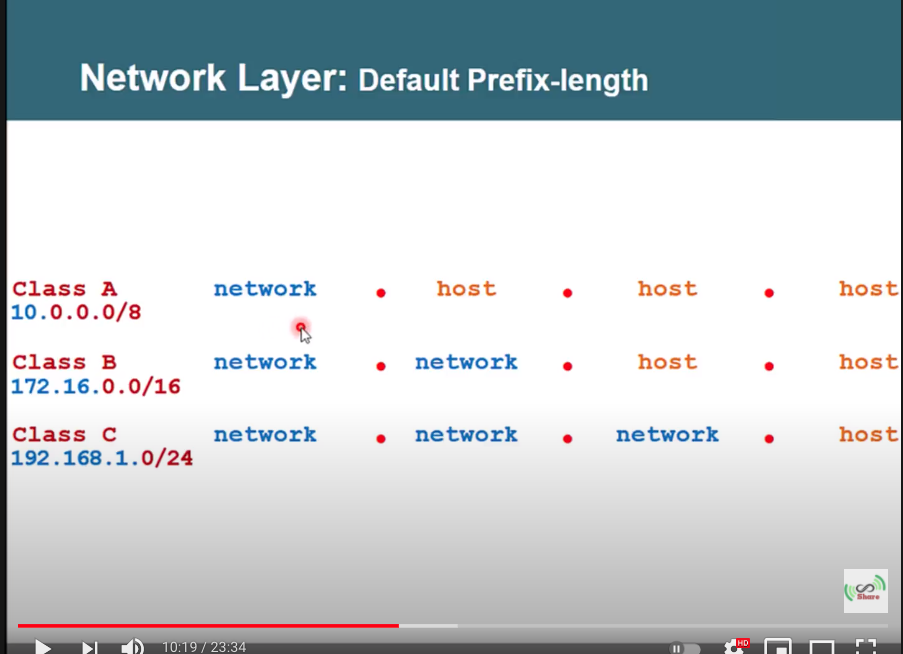 Network Layer: Default Prefix-length
Class A network . host . host . host
10.0.0.0/8
Class B network . network . host . host
172.16.0.0/16
Class C network . network . network . host
192.168.1.0/24
Share
10:19 / 23:34
HD